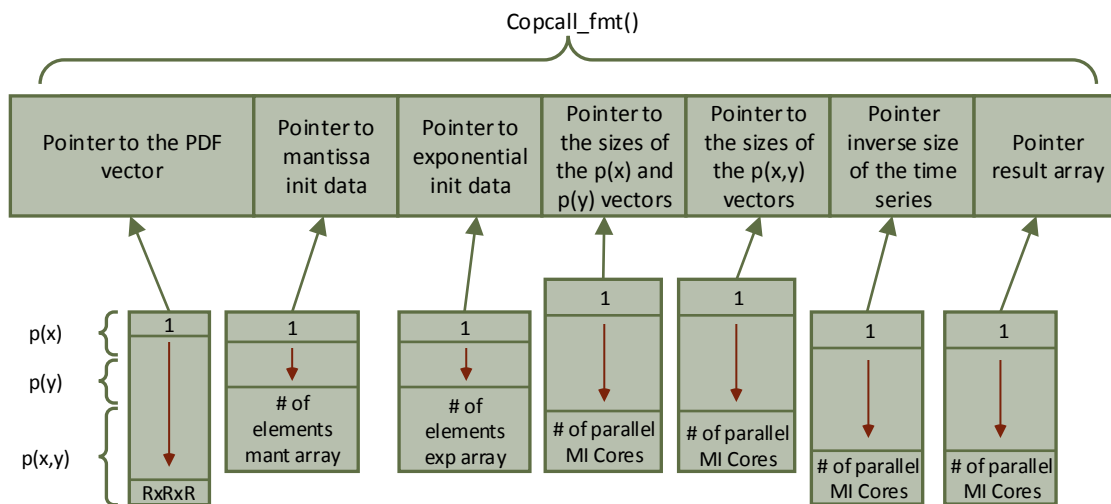 Copcall_fmt()
Pointer to the PDF
vector
Pointer to
mantissa
init data
Pointer to
exponential
init data
Pointer to
the sizes of
the p(x) and
p(y) vectors
Pointer to
the sizes of
the p(x,y)
vectors
Pointer
inverse size
of the time
series
Pointer
result array
p(x)
p(y)
p(x,y)
1
RxRxR
1
# of
elements
mant array
1
# of
elements
exp array
1
# of parallel
MI Cores
1
# of parallel
MI Cores
1
# of parallel
MI Cores
1
# of parallel
MI Cores